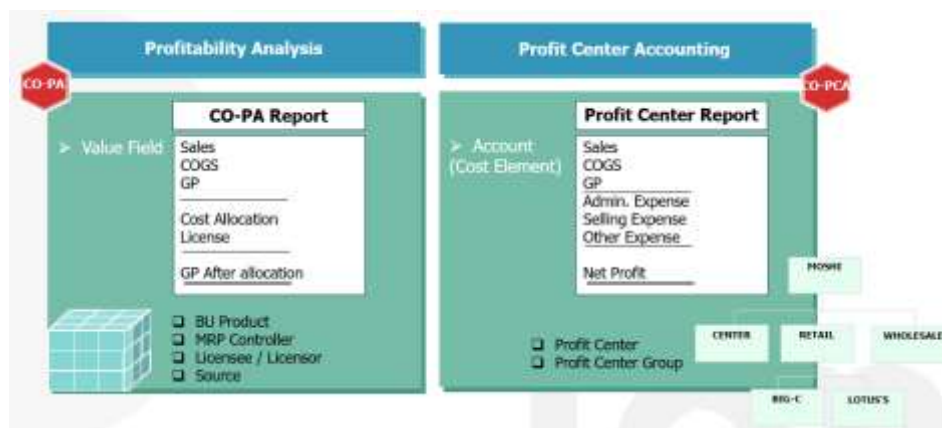 Profitability Analysis
CO-PA
CO-PA Report
➢ Value Field
Sales
COGS
GP
Cost Allocation
License
GP After allocation
❑ BU Product
❑ MRP Controller
❑ Licensee / Licensor
❑ Source
Profit Center Accounting
CO-PCA
Profit Center Report
➢ Account
(Cost Element)
Sales
COGS
GP
Admin. Expense
Selling Expense
Other Expense
Net Profit
❑ Profit Center
❑ Profit Center Group
MOSHE
CENTER
RETAIL
WHOLESALE
BIG-C
LOTUS'S